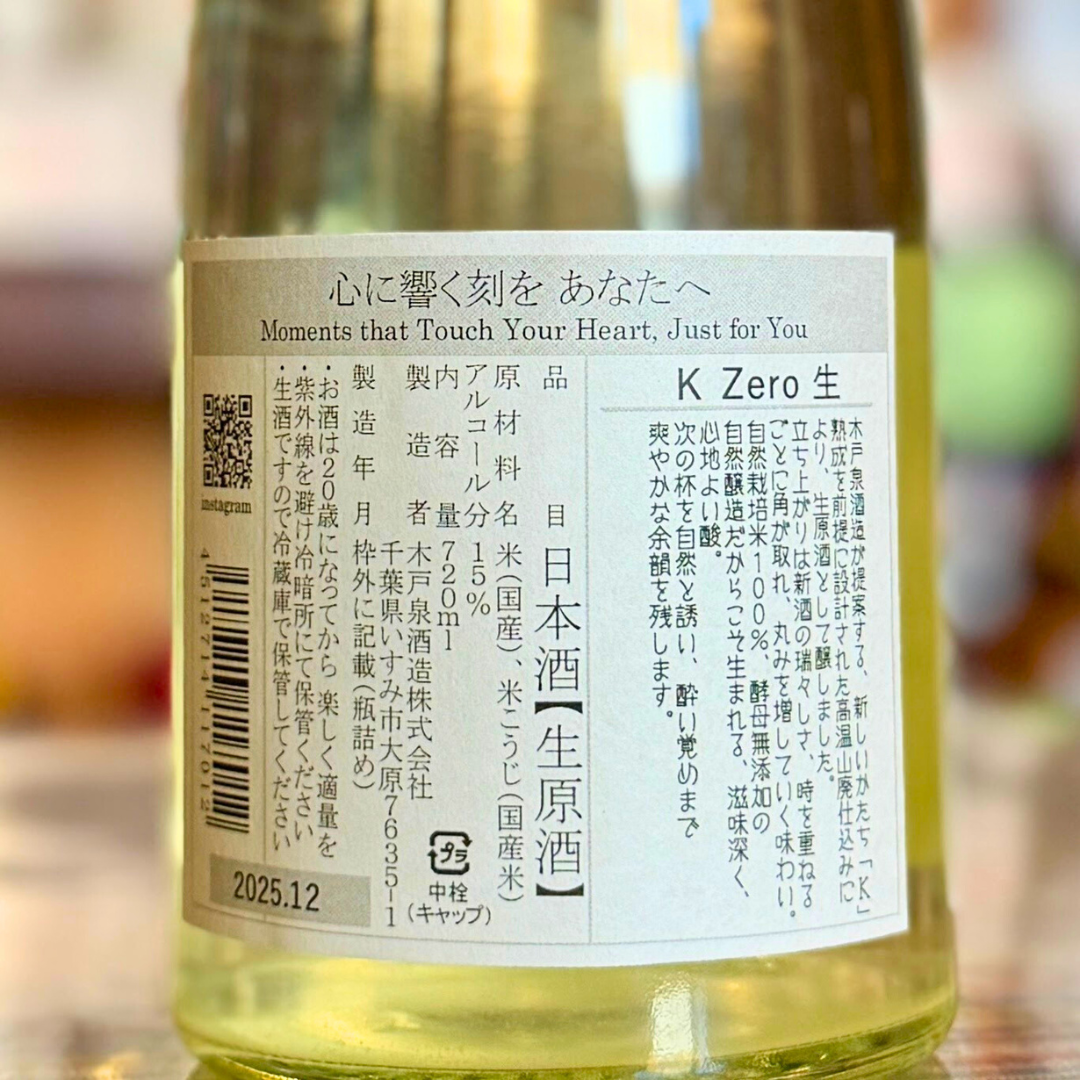 心に響く刻を あなたへ
Moments that Touch Your Heart, Just for You
K Zero 生
木戸泉酒造が提案する、新しいかたち「K」
熟成を前提に設計された高温山廃仕込みに
より、生原酒として醸しました。
立ち上がりは新酒の瑞々しさ、時を重ねる
ごとに角が取れ、丸みを増していく味わい。
自然栽培米100%、酵母無添加の
自然醸造だからこそ生まれる、滋味深く、
心地よい酸。
次の杯を自然と誘い、酔い覚めまで
爽やかな余韻を残します。
品目 日本酒【生原酒】
原材料名 米(国産)、米こうじ(国産米)
アルコール分 15%
内容量 720ml
製造者 木戸泉酒造株式会社
千葉県いすみ市大原7635-1
製造年月 枠外に記載(瓶詰め)
プラ
中栓
(キャップ)
・お酒は20歳になってから 楽しく適量を
・紫外線を避け冷暗所にて保管ください
・生酒ですので冷蔵庫で保管してください
instagram
4512714117012
2025.12